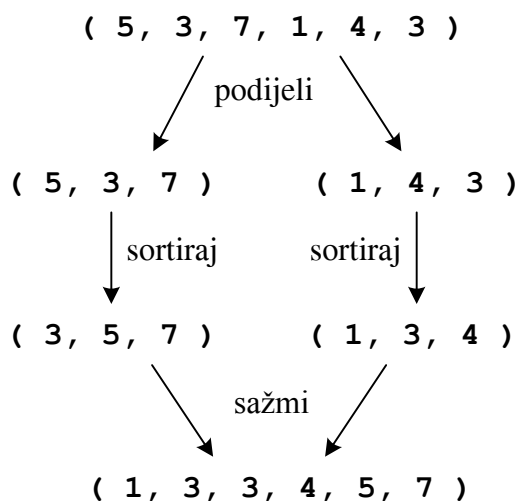 ( 5, 3, 7, 1, 4, 3 )
podijeli
( 5, 3, 7 ) ( 1, 4, 3 )
sortiraj sortiraj
( 3, 5, 7 ) ( 1, 3, 4 )
sažmi
( 1, 3, 3, 4, 5, 7 )